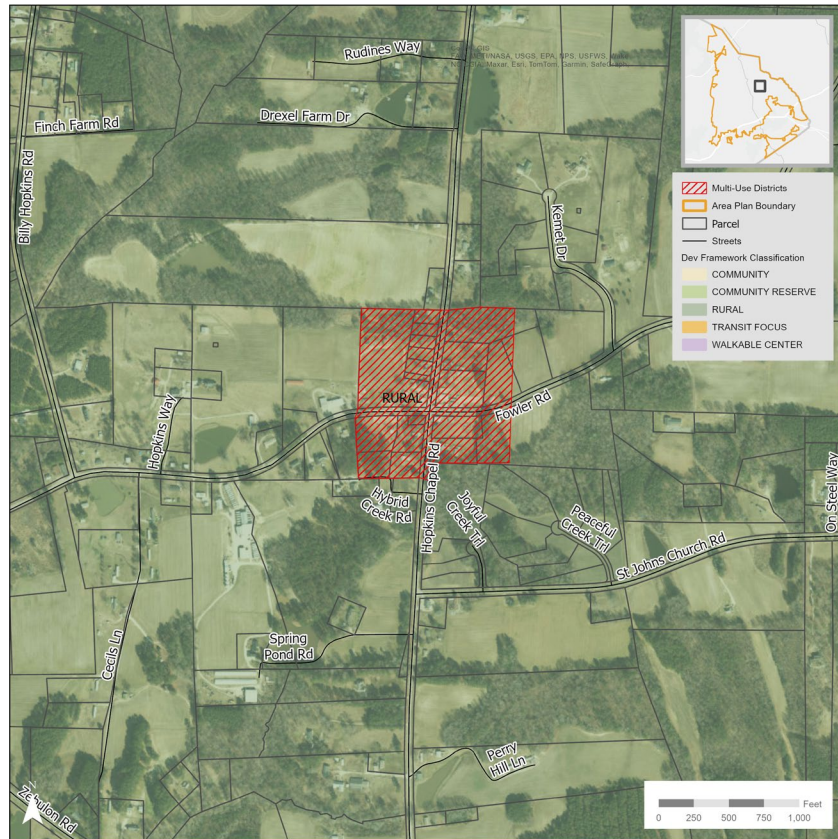 Rudines Way
Drexel Farm Dr
Finch Farm Rd
Billy Hopkins Rd
Kemet Dr
Multi-Use Districts
Area Plan Boundary
Parcel
Streets
Dev Framework Classification
COMMUNITY
COMMUNITY RESERVE
RURAL
TRANSIT FOCUS
WALKABLE CENTER
RURAL
Fowler Rd
Hopkins Way
Hopkins Chapel Rd
Hybrid
Creek Rd
Joyful
Creek Trl
Peaceful
Creek Trl
On Steel Way
St Johns Church Rd
Spring
Pond Rd
Cecils Ln
Perry
Hill Ln
Zebulon Rd
Feet
0 250 500 750 1,000